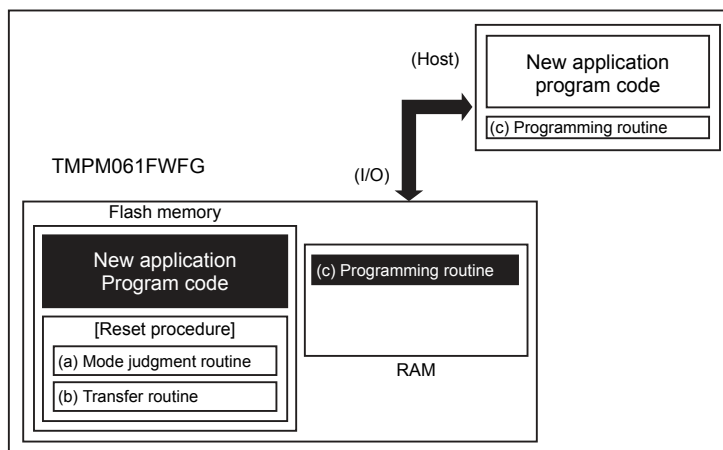 (Host)
New application
program code
(c) Programming routine
TMPM061FWFG
(I/O)
Flash memory
New application
Program code
(c) Programming routine
[Reset procedure]
(a) Mode judgment routine
(b) Transfer routine
RAM